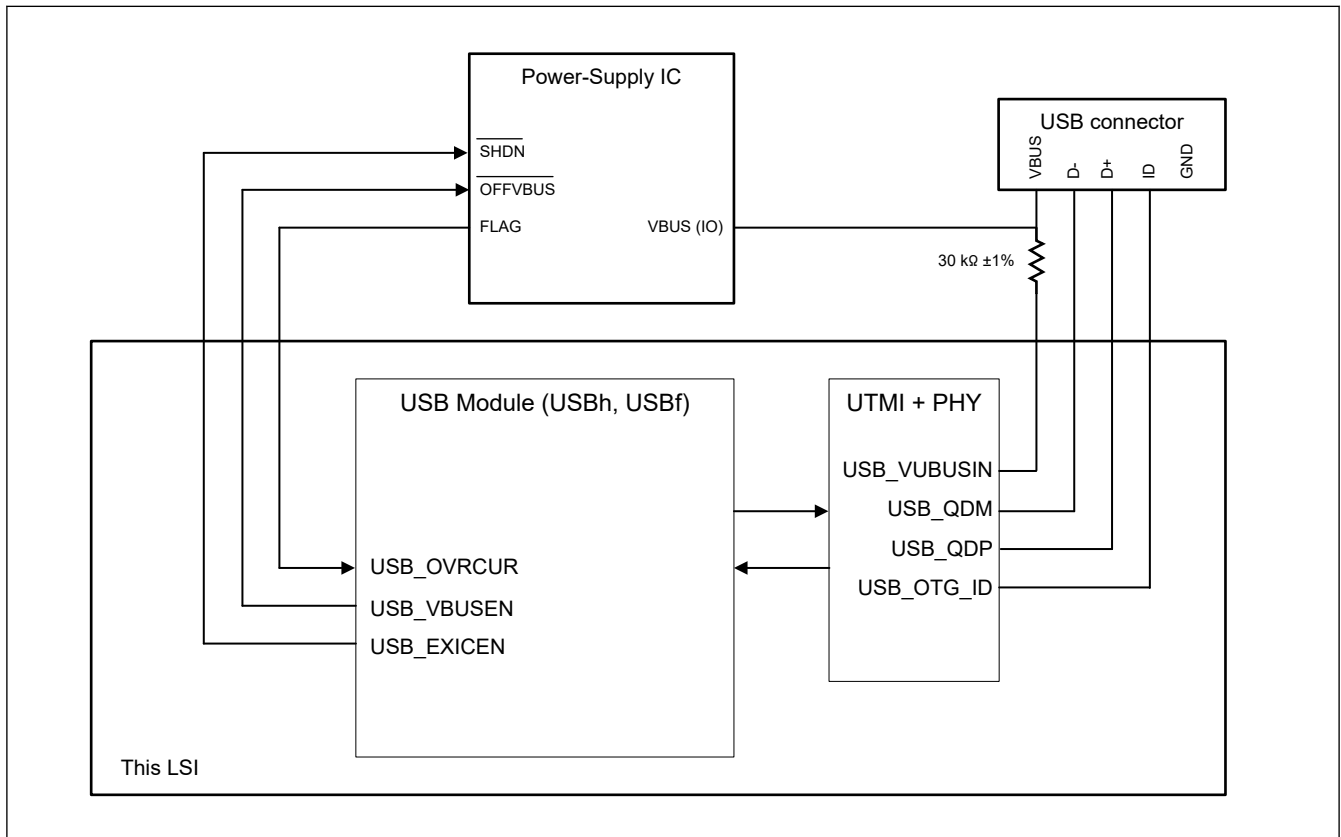 Power-Supply IC
SHDN
OFFVBUS
FLAG
VBUS (IO)
USB connector
VBUS
D-
D+
ID
GND
30 kΩ ±1%
USB Module (USBh, USBf)
USB_OVRCUR
USB_VBUSEN
USB_EXICEN
UTMI + PHY
USB_VUBUSIN
USB_QDM
USB_QDP
USB_OTG_ID
This LSI